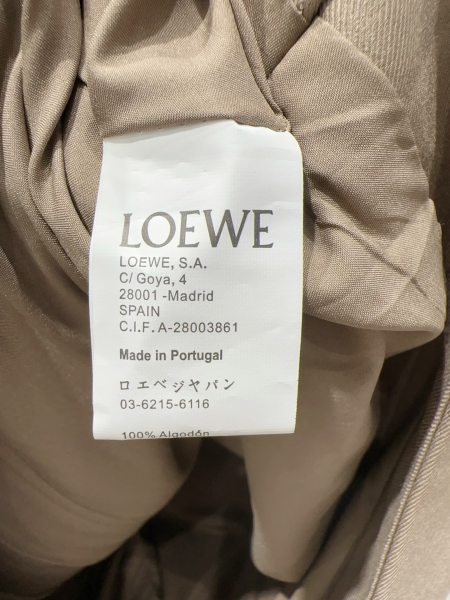 LOEWE
LOEWE, S.A.
C/ Goya, 4
28001 -Madrid
SPAIN
C.I.F. A-28003861
Made in Portugal
ロエベジャパン
03-6215-6116
100% Algodón